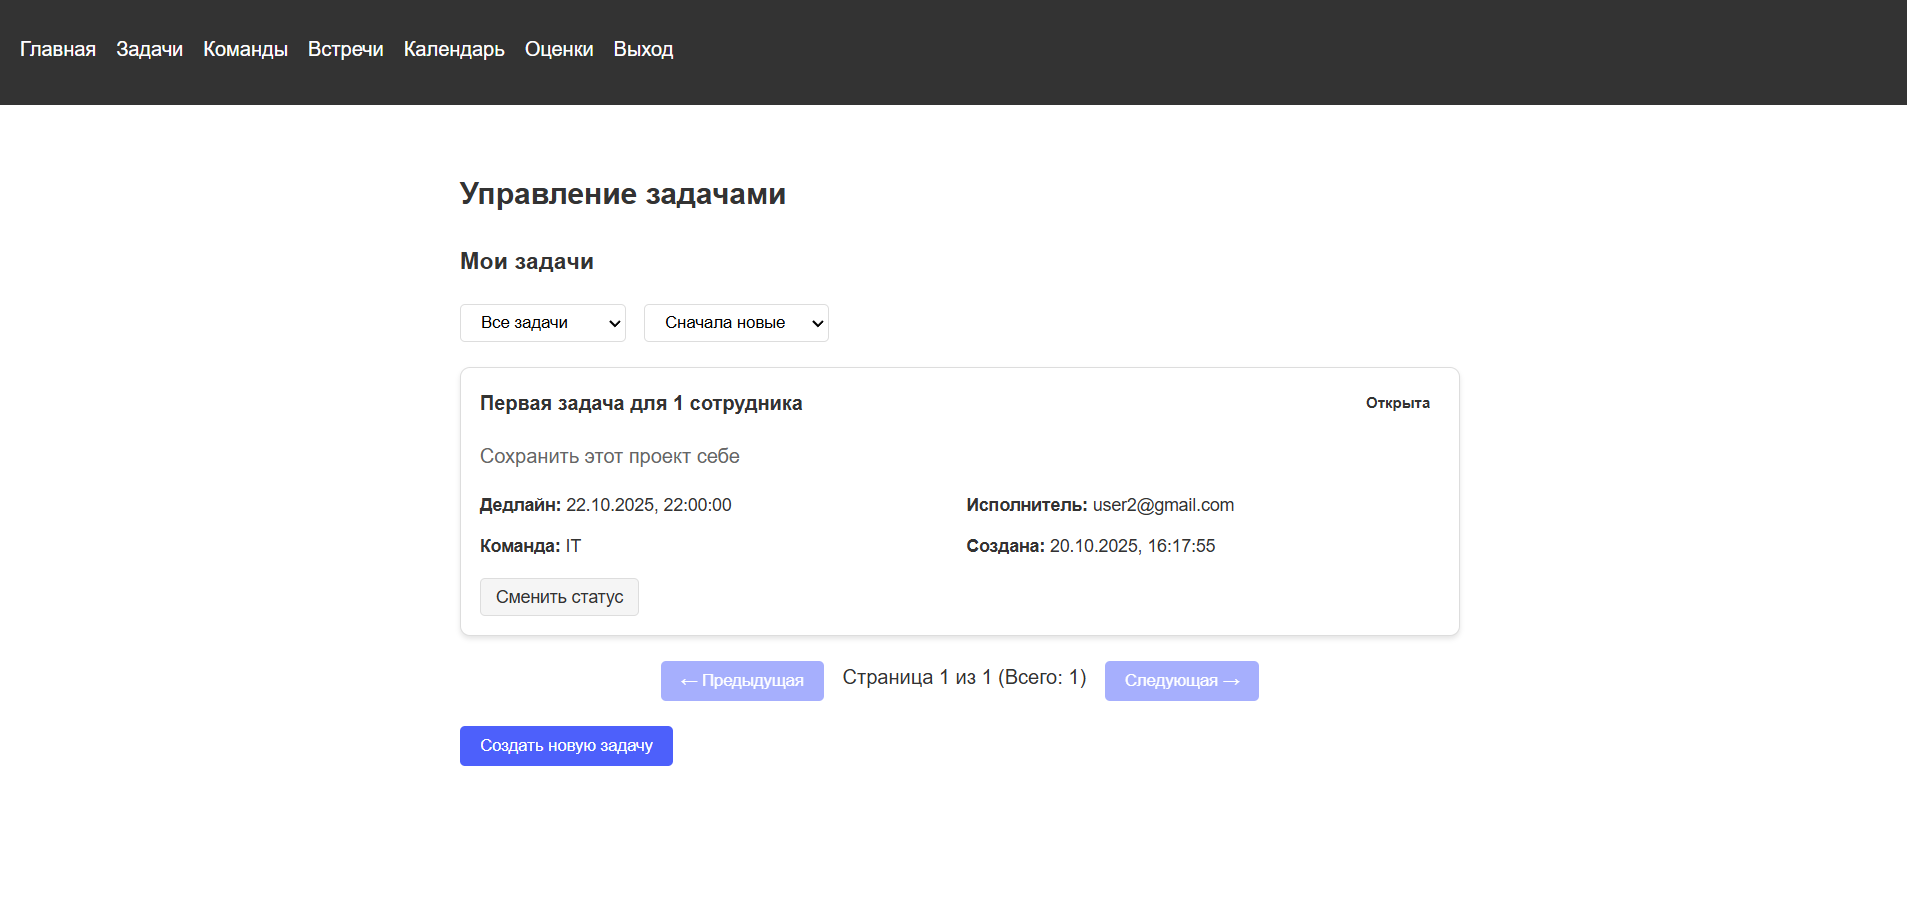 Главная Задачи Команды Встречи Календарь Оценки Выход
Управление задачами
Мои задачи
Все задачи Сначала новые
Первая задача для 1 сотрудника Открыта
Сохранить этот проект себе
Дедлайн: 22.10.2025, 22:00:00 Исполнитель: user2@gmail.com
Команда: IT Создана: 20.10.2025, 16:17:55
Сменить статус
← Предыдущая Страница 1 из 1 (Всего: 1) Следующая →
Создать новую задачу